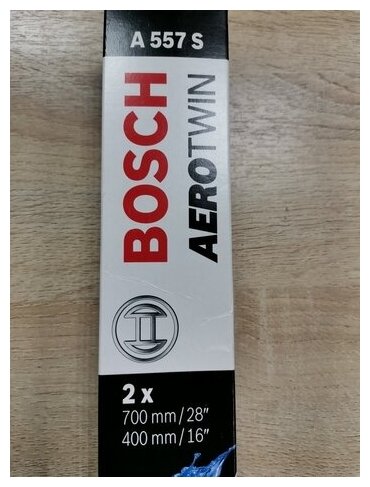 A 557 S
BOSCH
AEROTWIN
2 x
700 mm / 28"
400 mm / 16"